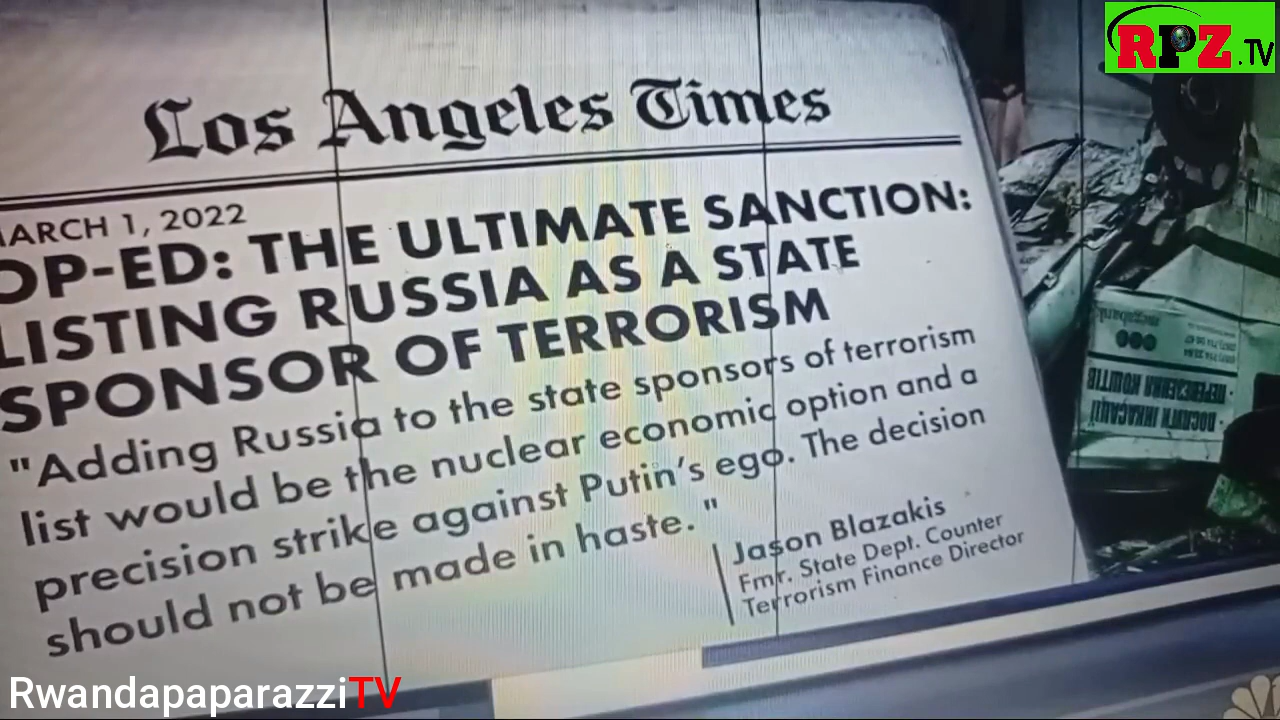 RPZ.TV
Los Angeles Times
MARCH 1, 2022
OP-ED: THE ULTIMATE SANCTION:
LISTING RUSSIA AS A STATE
SPONSOR OF TERRORISM
"Adding Russia to the state sponsors of terrorism
list would be the nuclear economic option and a
precision strike against Putin's ego. The decision
should not be made in haste."
Jason Blazakis
Fmr. State Dept. Counter
Terrorism Finance Director
RwandapaparazziTV